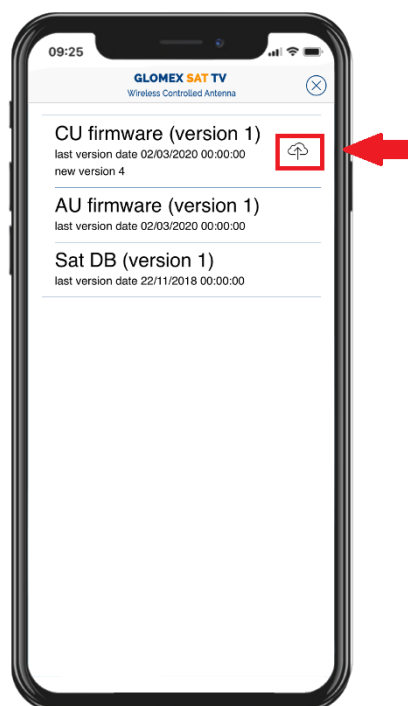 09:25
GLOMEX SAT TV
Wireless Controlled Antenna
CU firmware (version 1)
last version date 02/03/2020 00:00:00
new version 4
AU firmware (version 1)
last version date 02/03/2020 00:00:00
Sat DB (version 1)
last version date 22/11/2018 00:00:00